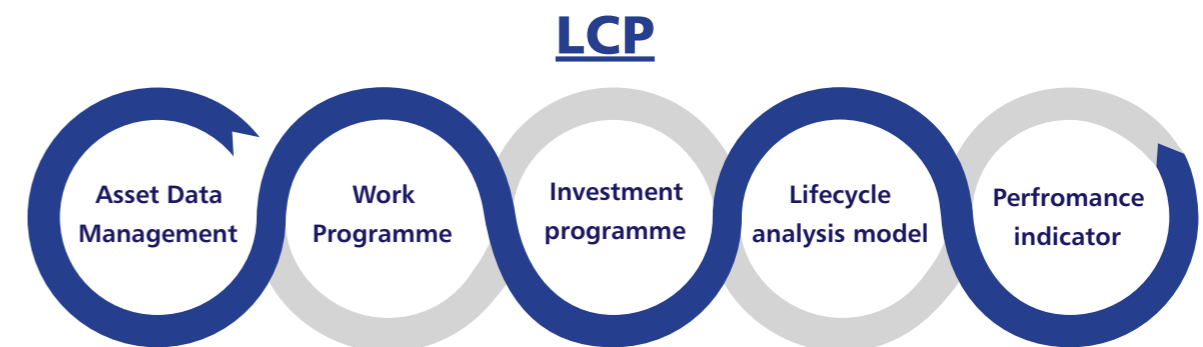 LCP
Asset Data
Management
Work
Programme
Investment
programme
Lifecycle
analysis model
Perfromance
indicator